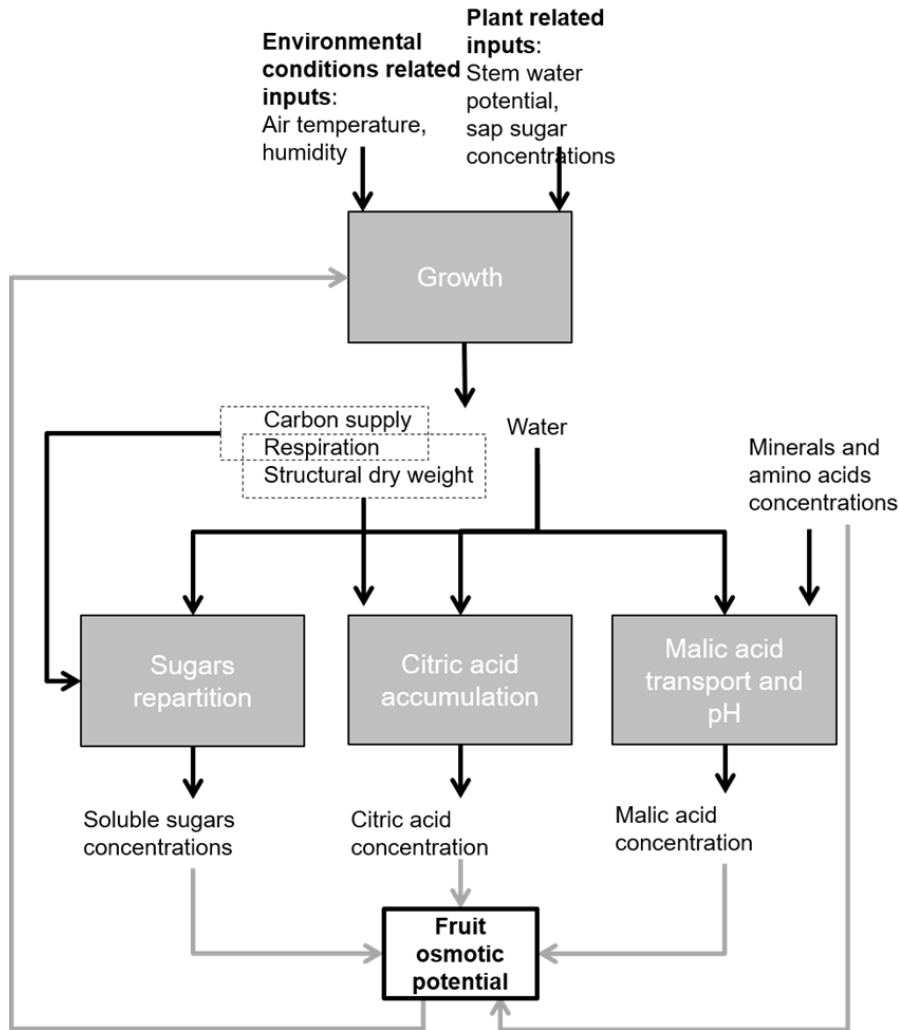 Environmental
conditions related
inputs:
Air temperature,
humidity
Plant related
inputs:
Stem water
potential,
sap sugar
concentrations
Growth
Carbon supply
Respiration
Structural dry weight
Water
Minerals and
amino acids
concentrations
Sugars
repartition
Citric acid
accumulation
Malic acid
transport and
pH
Soluble sugars
concentrations
Citric acid
concentration
Malic acid
concentration
Fruit
osmotic
potential